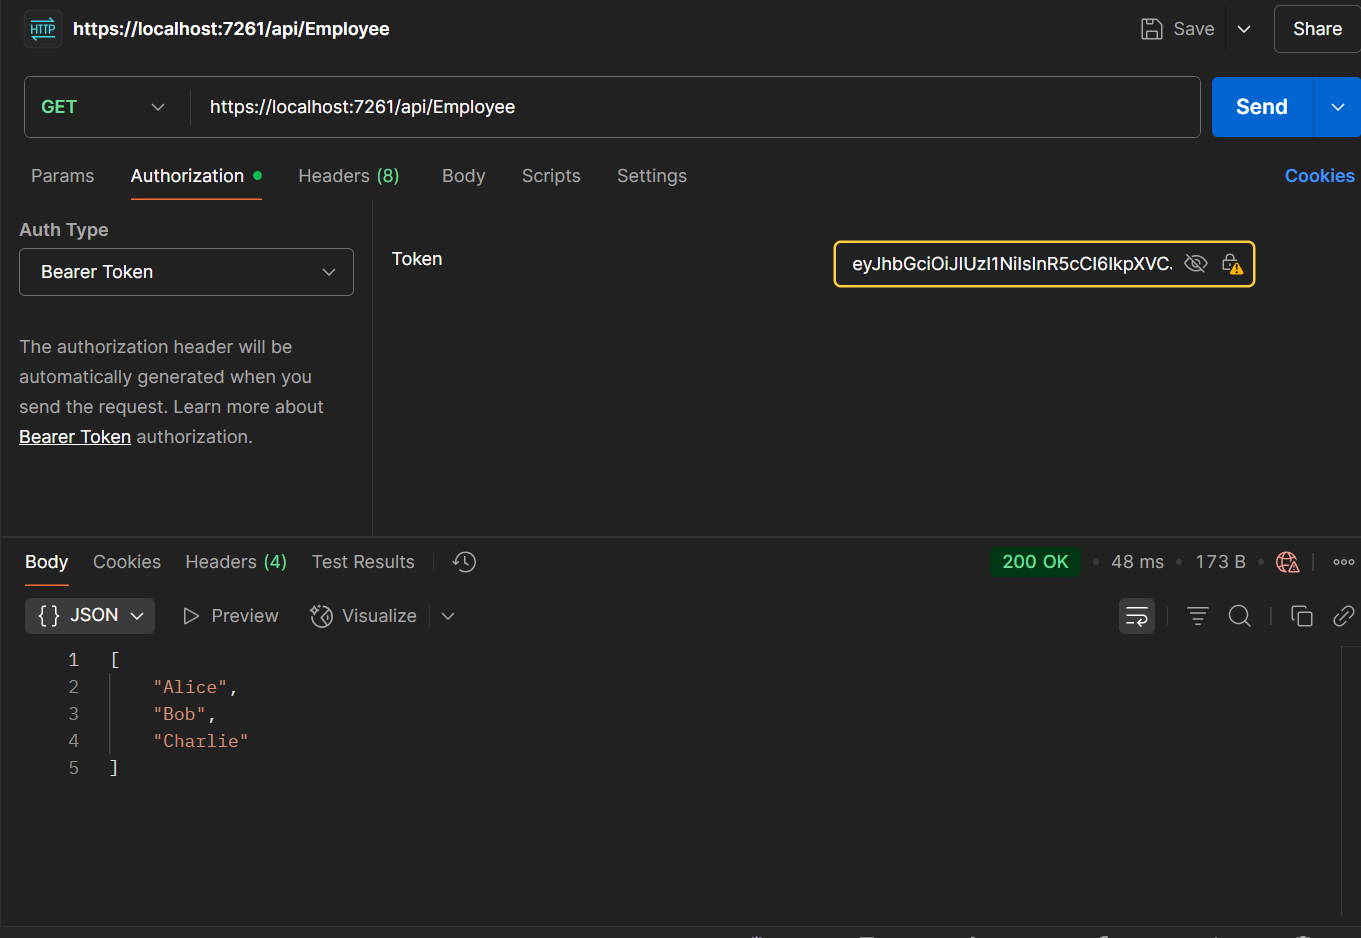 HTTP https://localhost:7261/api/Employee Save Share
GET https://localhost:7261/api/Employee Send
Params Authorization Headers (8) Body Scripts Settings Cookies
Auth Type
Bearer Token
Token eyJhbGciOiJIUzI1NiIsInR5cCI6IkpXVCJ
The authorization header will be
automatically generated when you
send the request. Learn more about
Bearer Token authorization.
Body Cookies Headers (4) Test Results 200 OK • 48 ms • 173 B •
{} JSON Preview Visualize
1 [
2 "Alice",
3 "Bob",
4 "Charlie"
5 ]